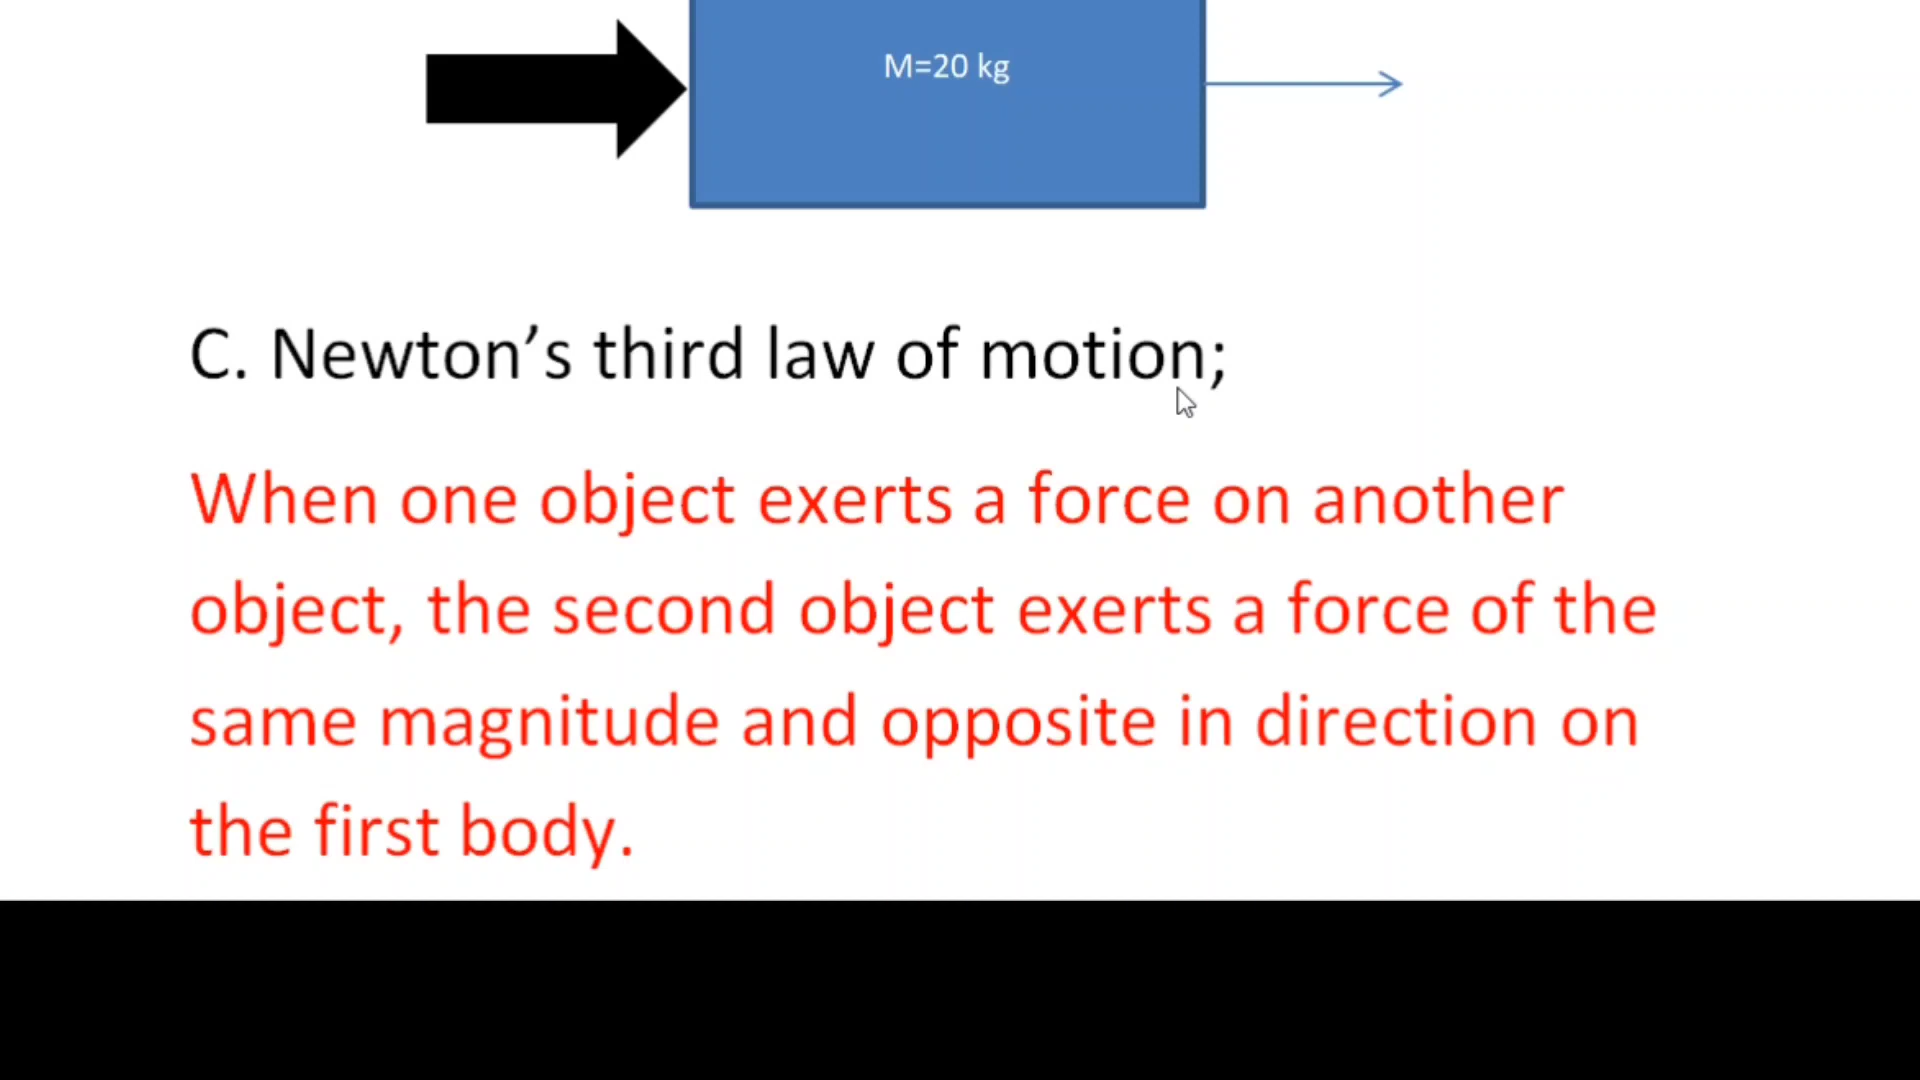 M=20 kg
C. Newton’s third law of motion;
When one object exerts a force on another
object, the second object exerts a force of the
same magnitude and opposite in direction on
the first body.